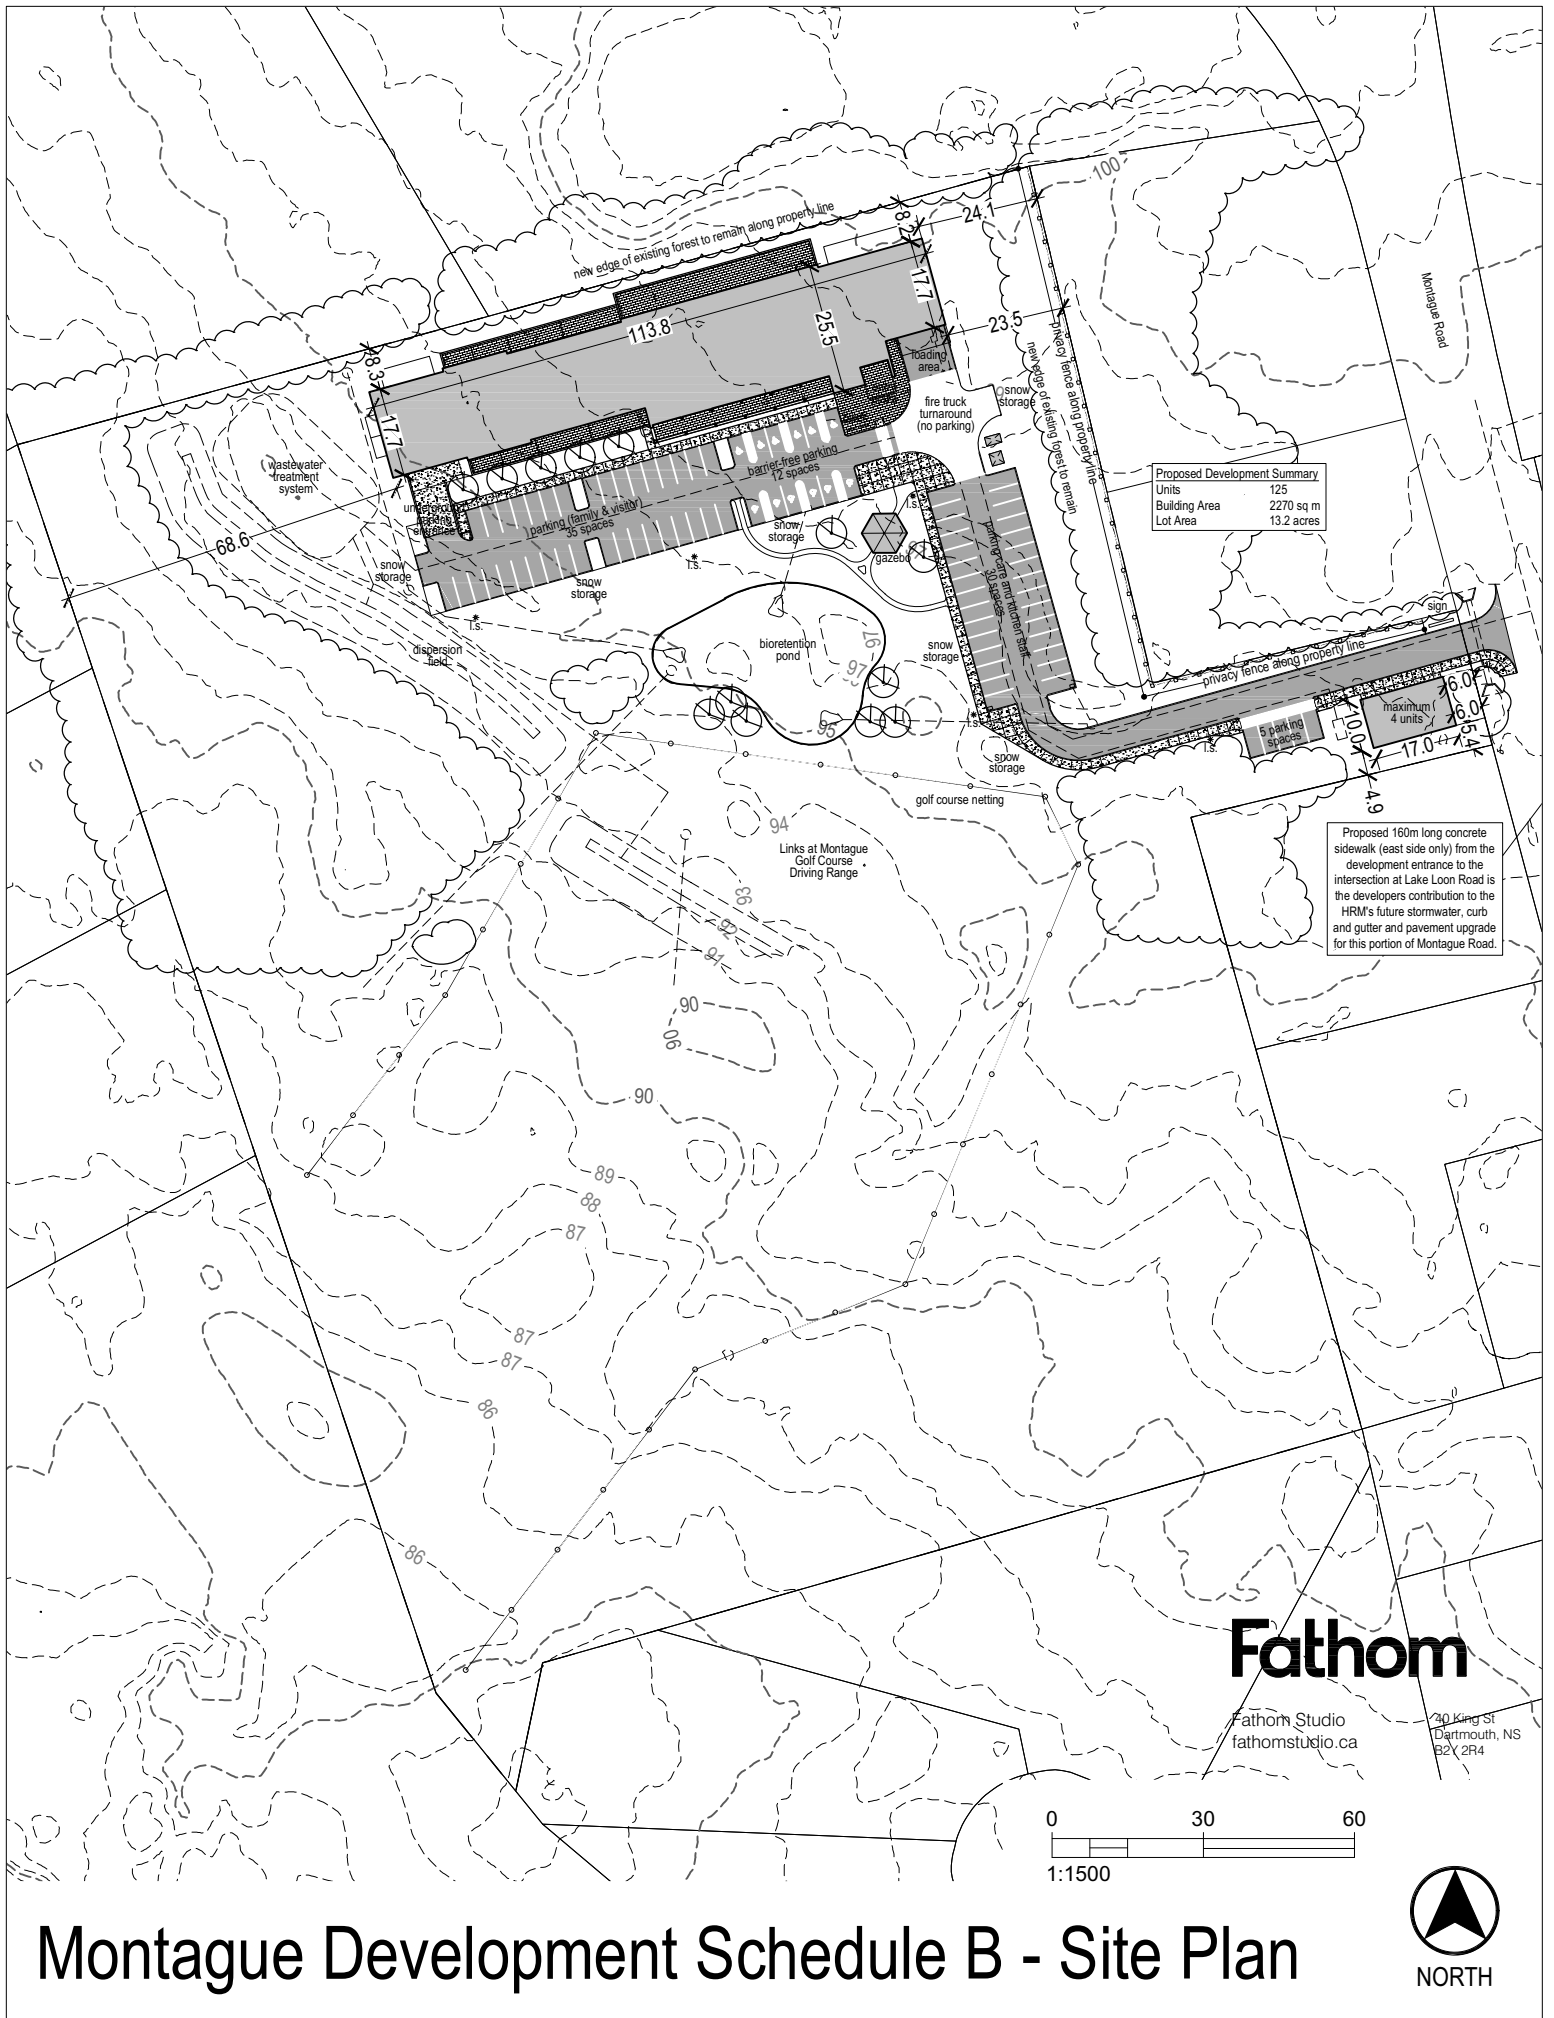 100
new edge of existing forest to remain along property line
8.2
24.1
17.7
113.8
25.5
23.5
8.3
17.7
Montague Road
privacy fence along property line
new edge of existing forest to remain
loading
area
snow
storage
fire truck
turnaround
(no parking)
barrier-free parking
12 spaces
wastewater
treatment
system
underground
parking
entrance
parking (family & visitor)
35 spaces
68.6
snow
storage
snow
storage
snow
storage
l.s.
l.s.
l.s.
gazebo
parking care and kitchen staff
30 spaces
Proposed Development Summary
Units 125
Building Area 2270 sq m
Lot Area 13.2 acres
sign
dispersion
field
bioretention
pond
97
97
95
snow
storage
privacy fence along property line
l.s.
l.s.
snow
storage
5 parking
spaces
maximum
4 units
6.0
6.0
5.4
10.0
17.0
4.9
golf course netting
94
Links at Montague
Golf Course
Driving Range
93
92
91
90
90
90
89
88
87
87
87
86
86
Proposed 160m long concrete
sidewalk (east side only) from the
development entrance to the
intersection at Lake Loon Road is
the developers contribution to the
HRM's future stormwater, curb
and gutter and pavement upgrade
for this portion of Montague Road.
Fathom
Fathom Studio
fathomstudio.ca
40 King St
Dartmouth, NS
B2Y 2R4
0 30 60
1:1500
Montague Development Schedule B - Site Plan
NORTH